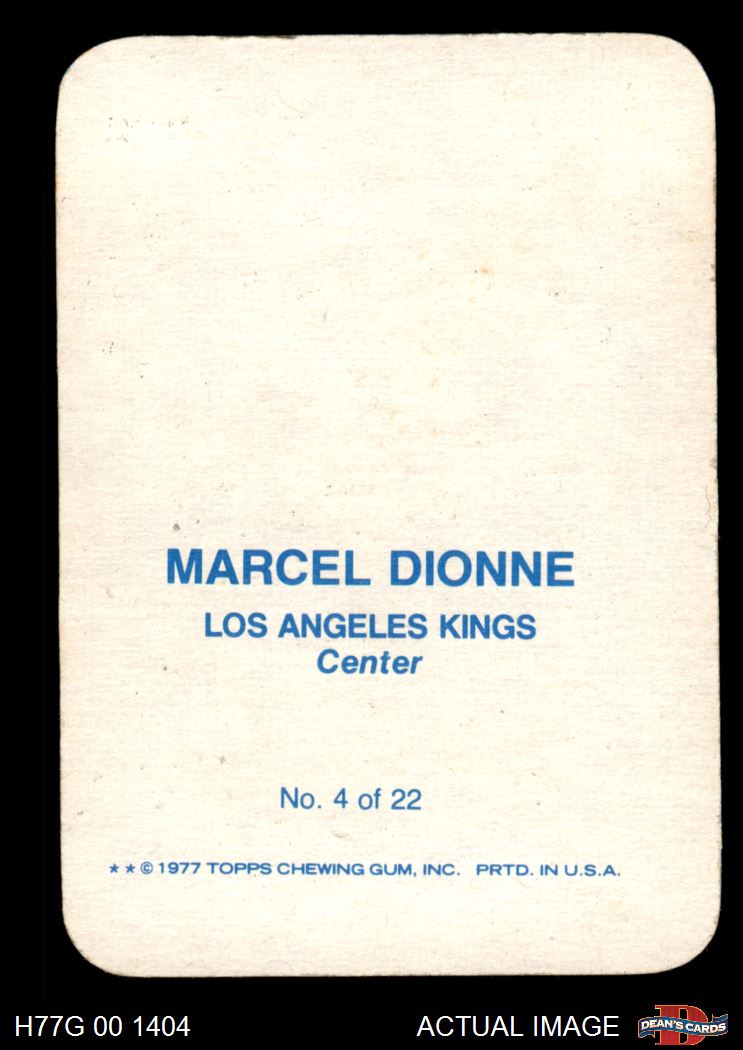 MARCEL DIONNE
LOS ANGELES KINGS
Center
No. 4 of 22
★ ★ © 1977 TOPPS CHEWING GUM, INC. PRTD. IN U.S.A.
H77G 00 1404
ACTUAL IMAGE
D
DEAN'S CARDS